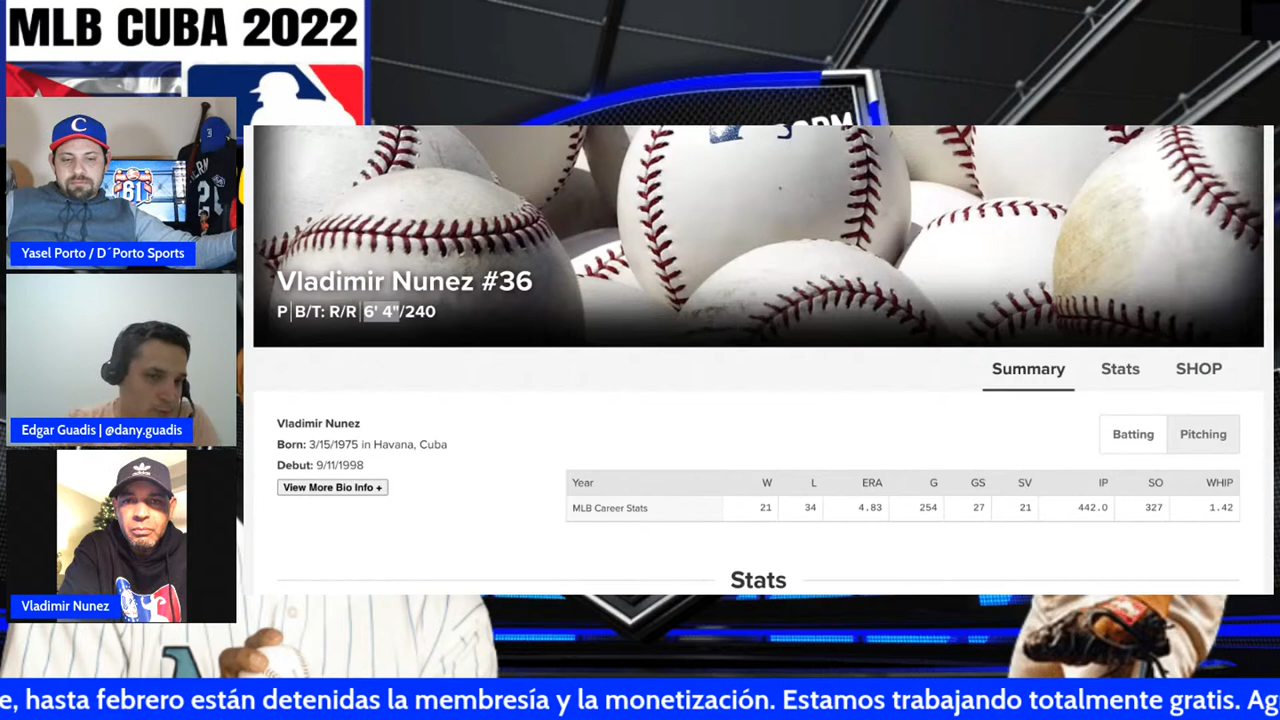 MLB CUBA 2022
C
Yasel Porto / D´Porto Sports
Edgar Guadis | @dany.guadis
Vladimir Nunez
Vladimir Nunez #36
P B/T: R/R 6' 4"/240
Summary Stats SHOP
Vladimir Nunez
Born: 3/15/1975 in Havana, Cuba
Debut: 9/11/1998
View More Bio Info +
Batting Pitching
Year W L ERA G GS SV IP SO WHIP
MLB Career Stats 21 34 4.83 254 27 21 442.0 327 1.42
Stats
e, hasta febrero están detenidas la membresía y la monetización. Estamos trabajando totalmente gratis. Ag